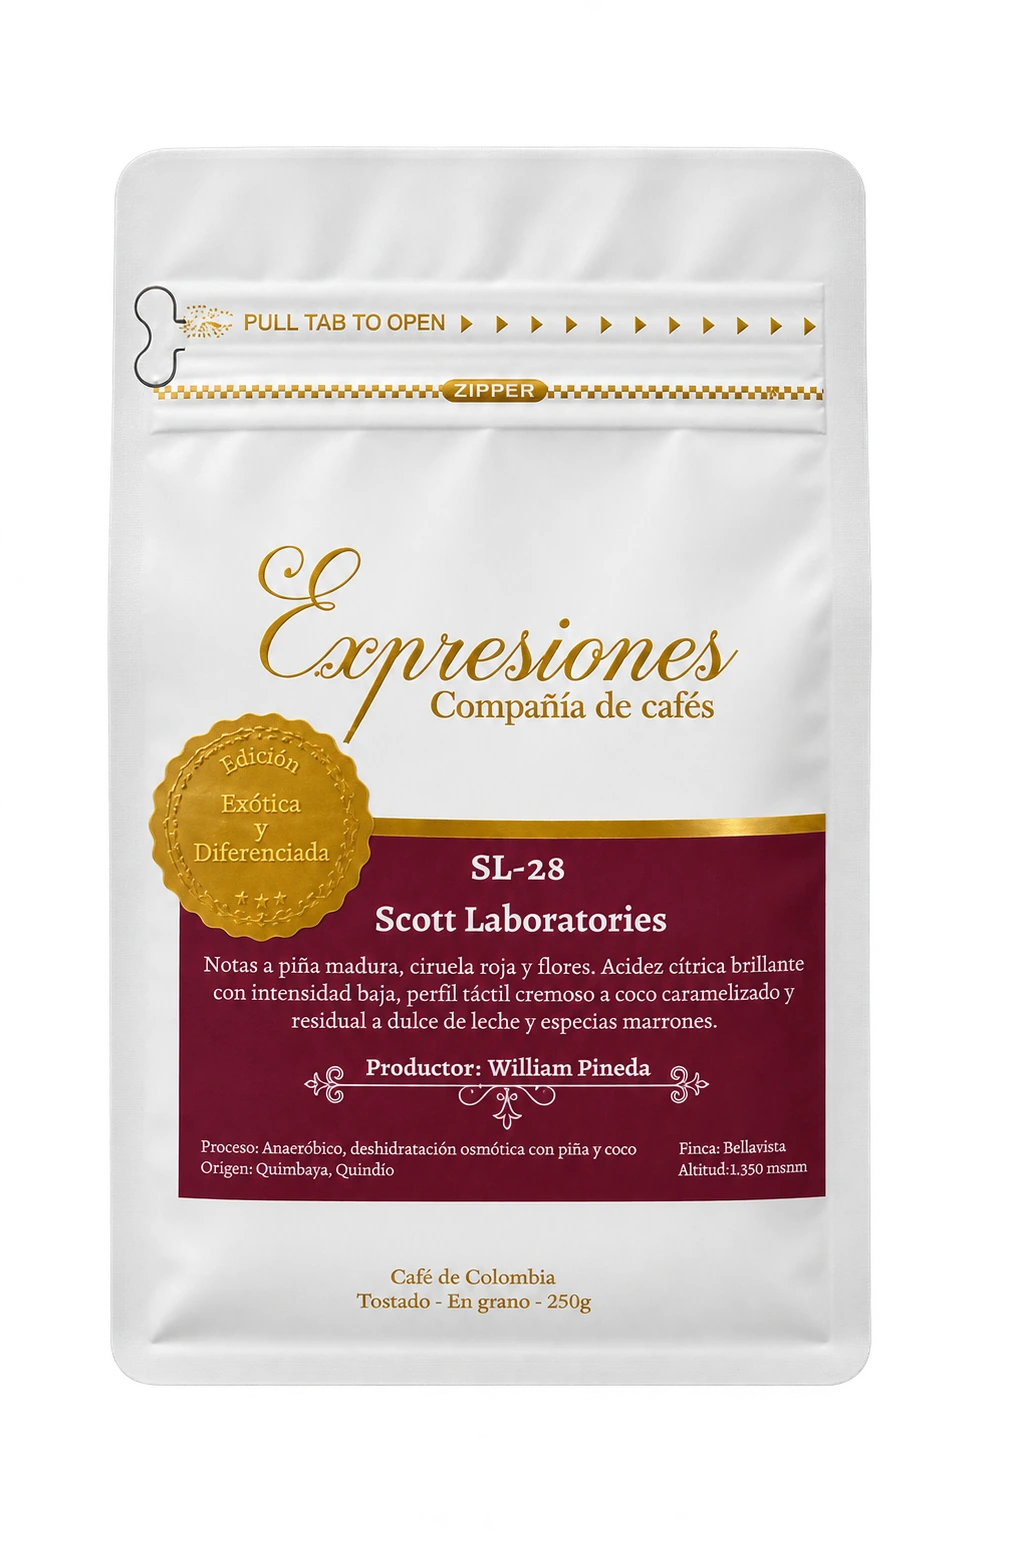 PULL TAB TO OPEN
ZIPPER
Expresiones
Compañía de cafés
Edición
Exótica
y
Diferenciada
SL-28
Scott Laboratories
Notas a piña madura, ciruela roja y flores. Acidez cítrica brillante
con intensidad baja, perfil táctil cremoso a coco caramelizado y
residual a dulce de leche y especias marrones.
Productor: William Pineda
Proceso: Anaeróbico, deshidratación osmótica con piña y coco
Origen: Quimbaya, Quindío
Finca: Bellavista
Altitud:1.350 msnm
Café de Colombia
Tostado - En grano - 250g